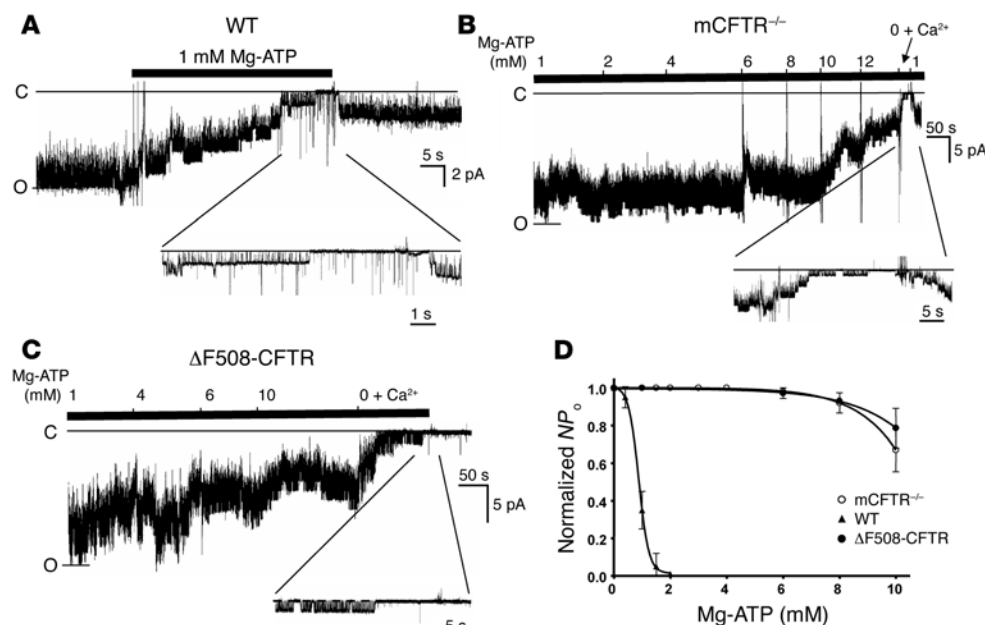 A
WT
1 mM Mg-ATP
C
O
5 s
2 pA
1 s
B
mCFTR–/–
0 + Ca2+
Mg-ATP
(mM) 1 2 4 6 8 10 12 1
C
O
50 s
5 pA
5 s
C
ΔF508-CFTR
Mg-ATP
(mM)
1 4 6 10 0 + Ca2+
C
O
50 s
5 pA
5 s
D
Normalized NPo
1.0
0.8
0.6
0.4
0.2
0.0
mCFTR–/–
WT
ΔF508-CFTR
0 2 4 6 8 10
Mg-ATP (mM)